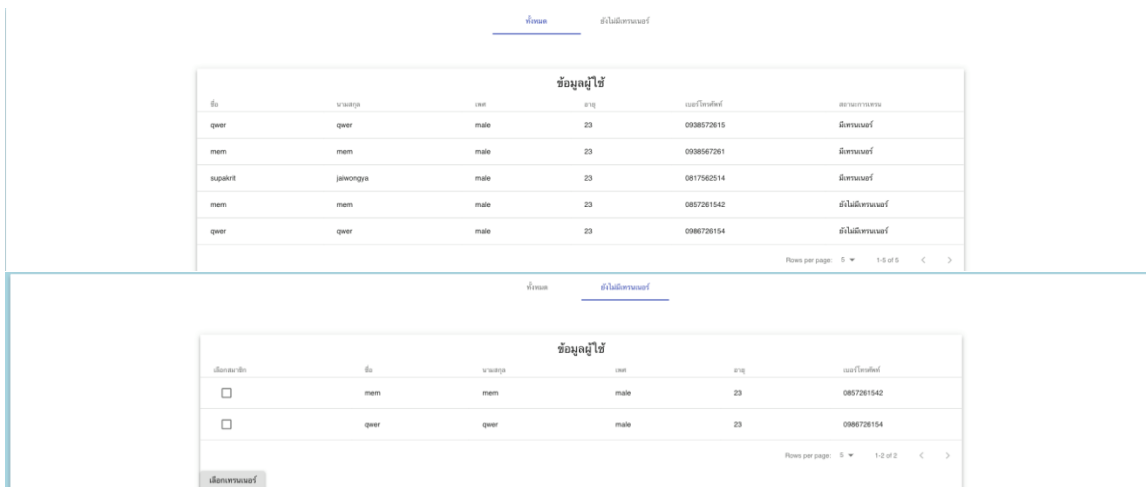 ทั้งหมด ยังไม่มีเทรนเนอร์
ข้อมูลผู้ใช้
ชื่อ นามสกุล เพศ อายุ เบอร์โทรศัพท์ สถานะการเทรน
qwer qwer male 23 0938572615 มีเทรนเนอร์
mem mem male 23 0938567261 มีเทรนเนอร์
supakrit jaiwongya male 23 0817562514 มีเทรนเนอร์
mem mem male 23 0857261542 ยังไม่มีเทรนเนอร์
qwer qwer male 23 0986726154 ยังไม่มีเทรนเนอร์
Rows per page: 5 1-5 of 5
ทั้งหมด ยังไม่มีเทรนเนอร์
ข้อมูลผู้ใช้
เลือกสมาชิก ชื่อ นามสกุล เพศ อายุ เบอร์โทรศัพท์
mem mem male 23 0857261542
qwer qwer male 23 0986726154
Rows per page: 5 1-2 of 2
เลือกเทรนเนอร์